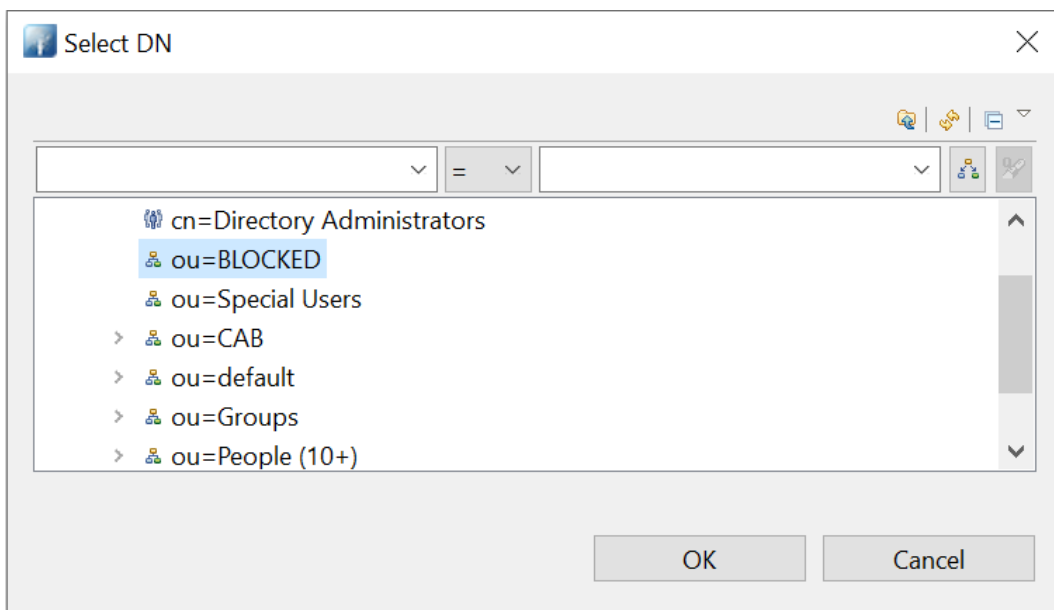 Select DN
=
cn=Directory Administrators
ou=BLOCKED
ou=Special Users
ou=CAB
ou=default
ou=Groups
ou=People (10+)
OK Cancel